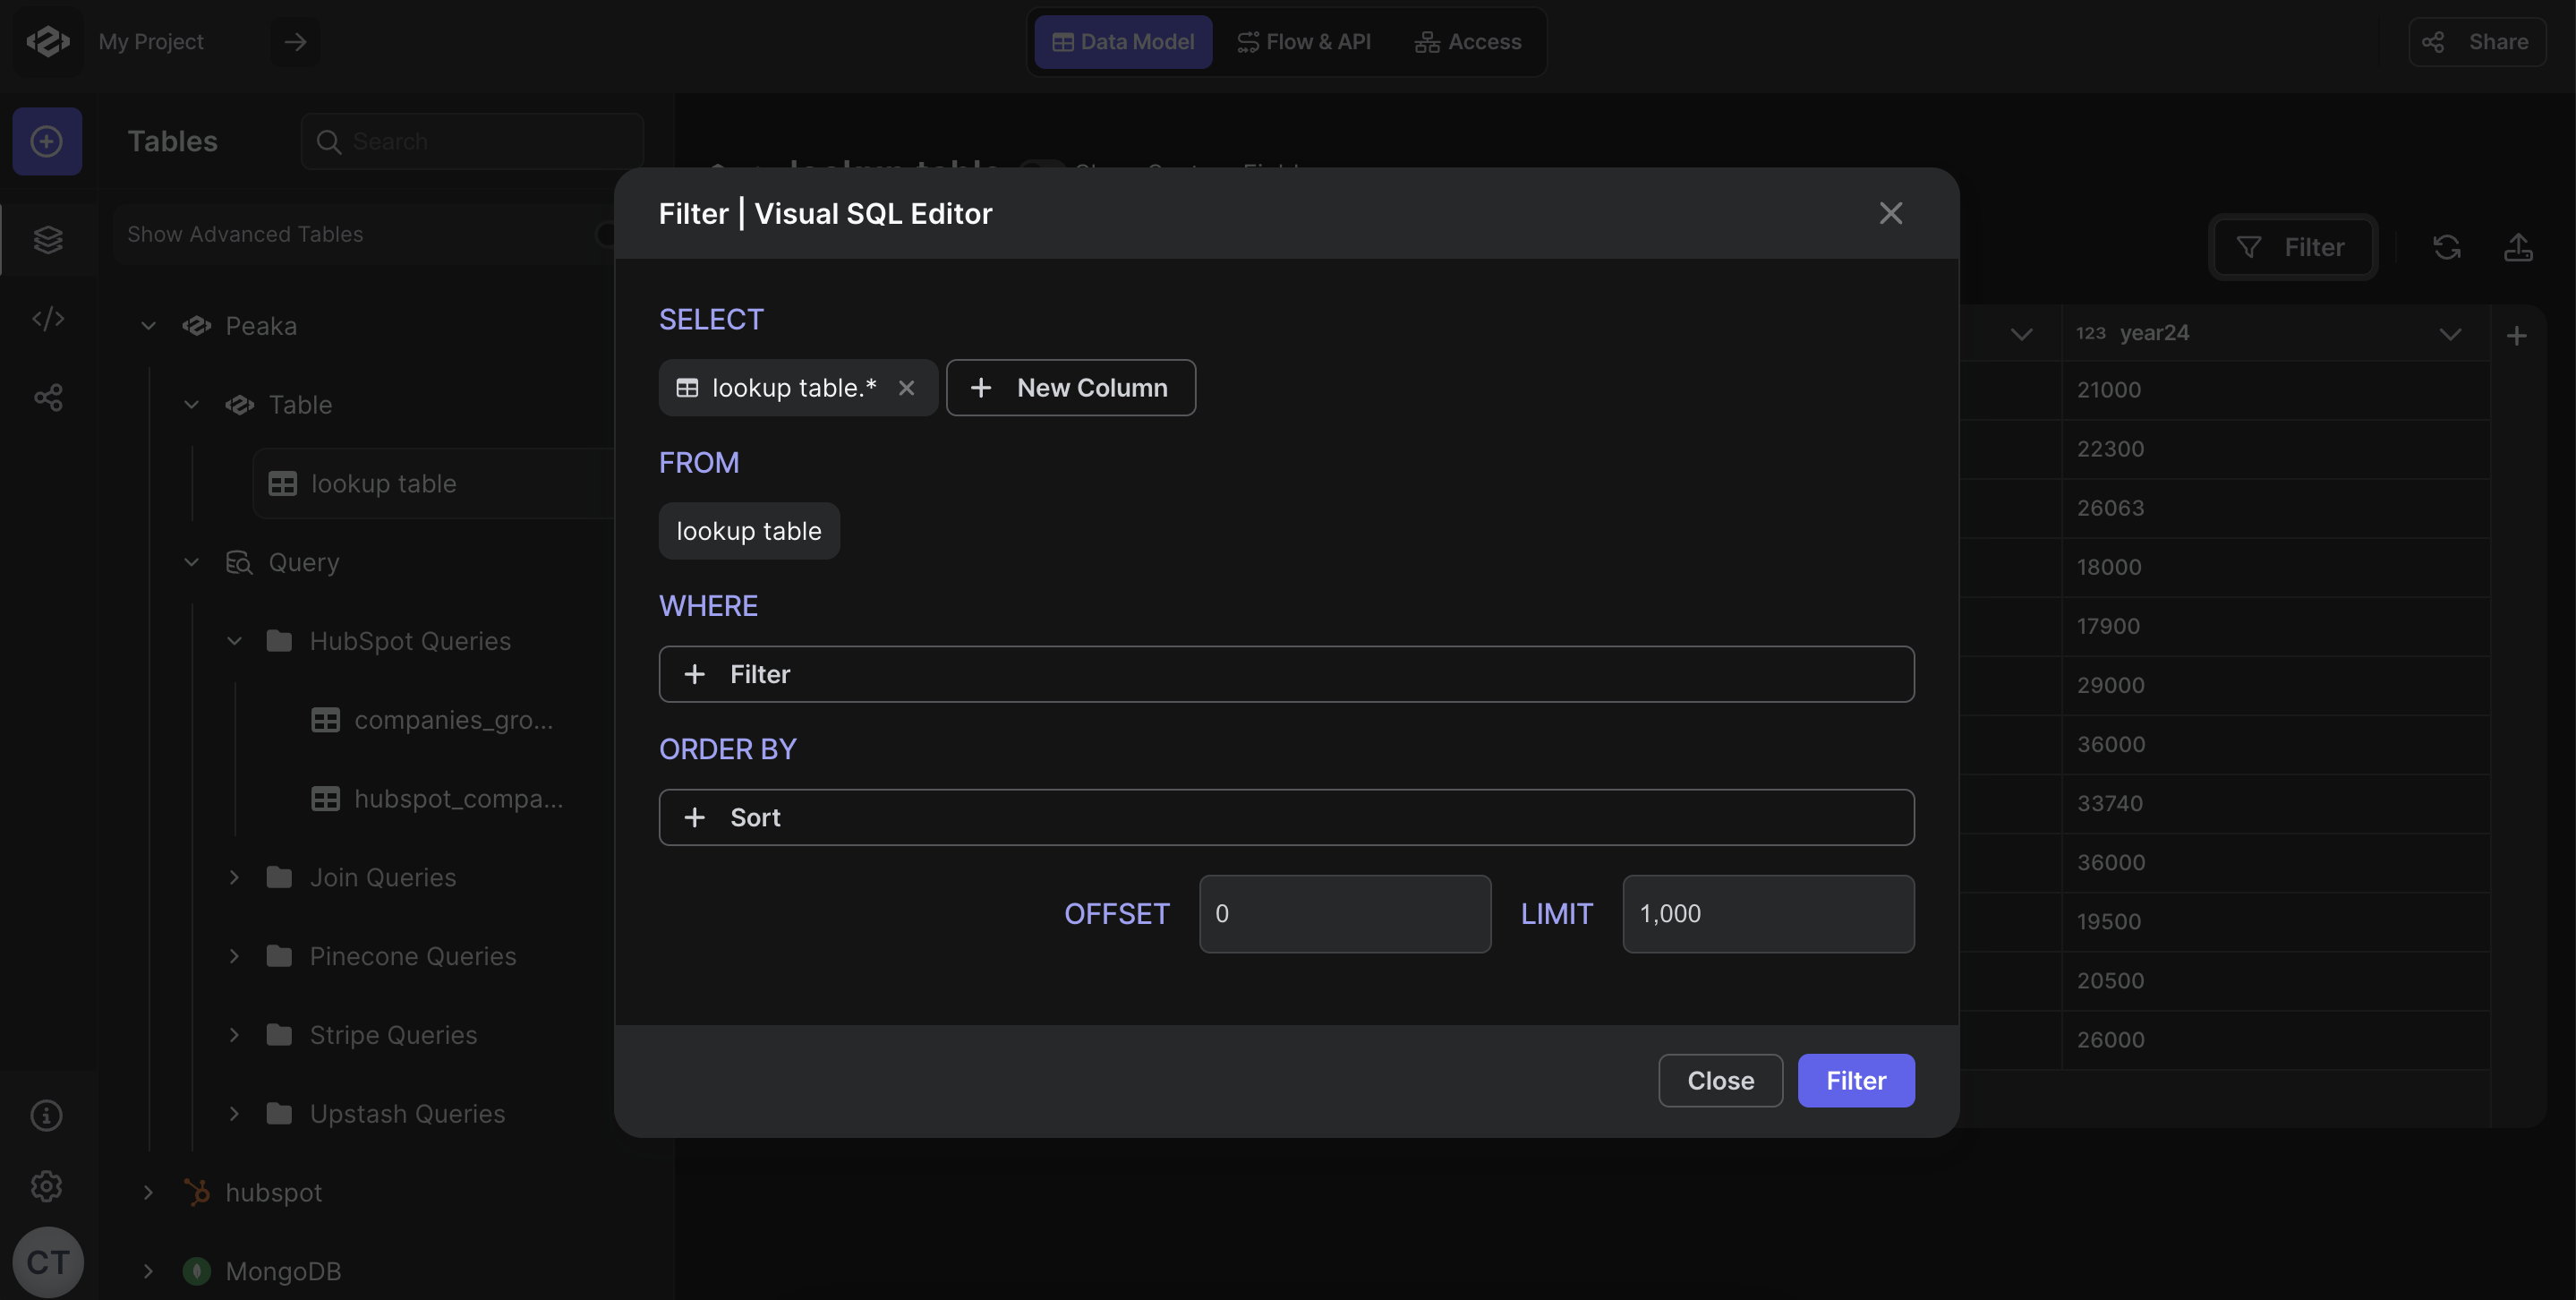 My Project
Data Model
Flow & API
Access
Share
Tables
Search
Show Advanced Tables
Peaka
Table
lookup table
Query
HubSpot Queries
companies_gro...
hubspot_compa...
Join Queries
Pinecone Queries
Stripe Queries
Upstash Queries
hubspot
MongoDB
CT
Filter | Visual SQL Editor
SELECT
lookup table.*
New Column
FROM
lookup table
WHERE
Filter
ORDER BY
Sort
OFFSET 0 LIMIT 1,000
Close Filter
Filter
123 year24
21000
22300
26063
18000
17900
29000
36000
33740
36000
19500
20500
26000